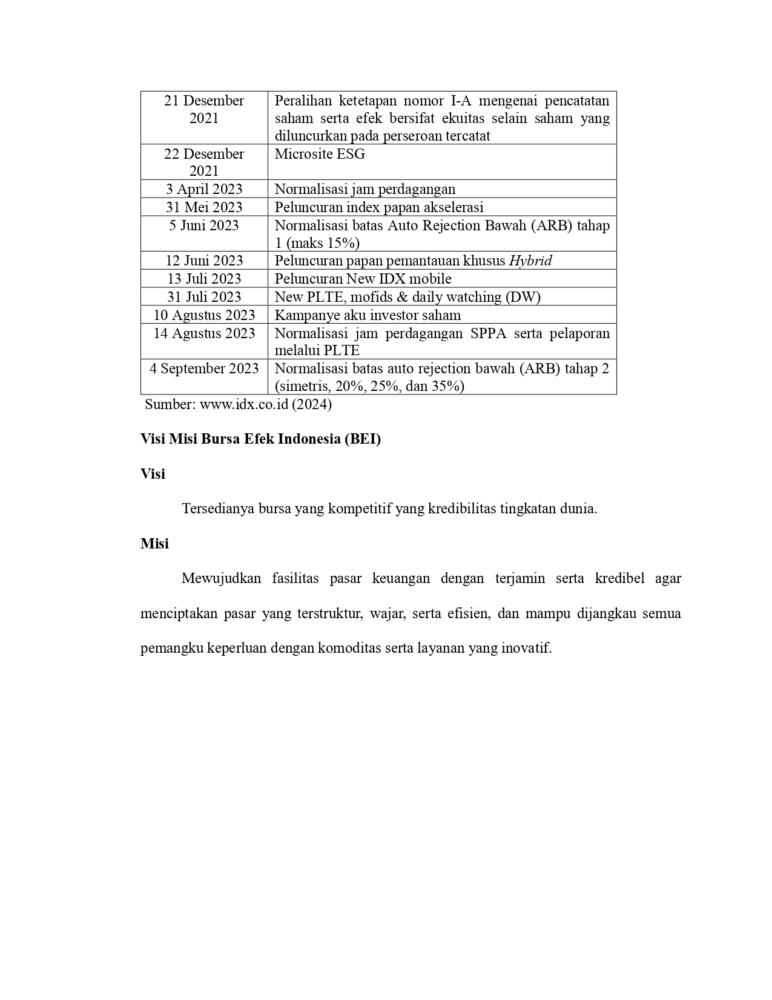 21 Desember
2021
Peralihan ketetapan nomor I-A mengenai pencatatan
saham serta efek bersifat ekuitas selain saham yang
diluncurkan pada perseroan tercatat
22 Desember
2021
Microsite ESG
3 April 2023
Normalisasi jam perdagangan
31 Mei 2023
Peluncuran index papan akselerasi
5 Juni 2023
Normalisasi batas Auto Rejection Bawah (ARB) tahap
1 (maks 15%)
12 Juni 2023
Peluncuran papan pemantauan khusus Hybrid
13 Juli 2023
Peluncuran New IDX mobile
31 Juli 2023
New PLTE, mofids & daily watching (DW)
10 Agustus 2023
Kampanye aku investor saham
14 Agustus 2023
Normalisasi jam perdagangan SPPA serta pelaporan
melalui PLTE
4 September 2023
Normalisasi batas auto rejection bawah (ARB) tahap 2
(simetris, 20%, 25%, dan 35%)
Sumber: www.idx.co.id (2024)
Visi Misi Bursa Efek Indonesia (BEI)
Visi
Tersedianya bursa yang kompetitif yang kredibilitas tingkatan dunia.
Misi
Mewujudkan fasilitas pasar keuangan dengan terjamin serta kredibel agar
menciptakan pasar yang terstruktur, wajar, serta efisien, dan mampu dijangkau semua
pemangku keperluan dengan komoditas serta layanan yang inovatif.